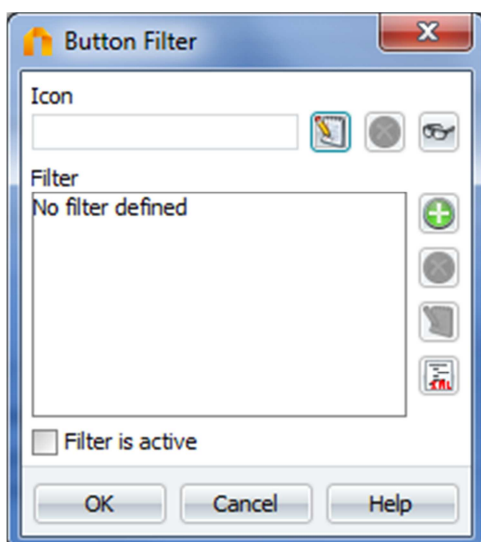 Button Filter
Icon
Filter
No filter defined
Filter is active
OK
Cancel
Help